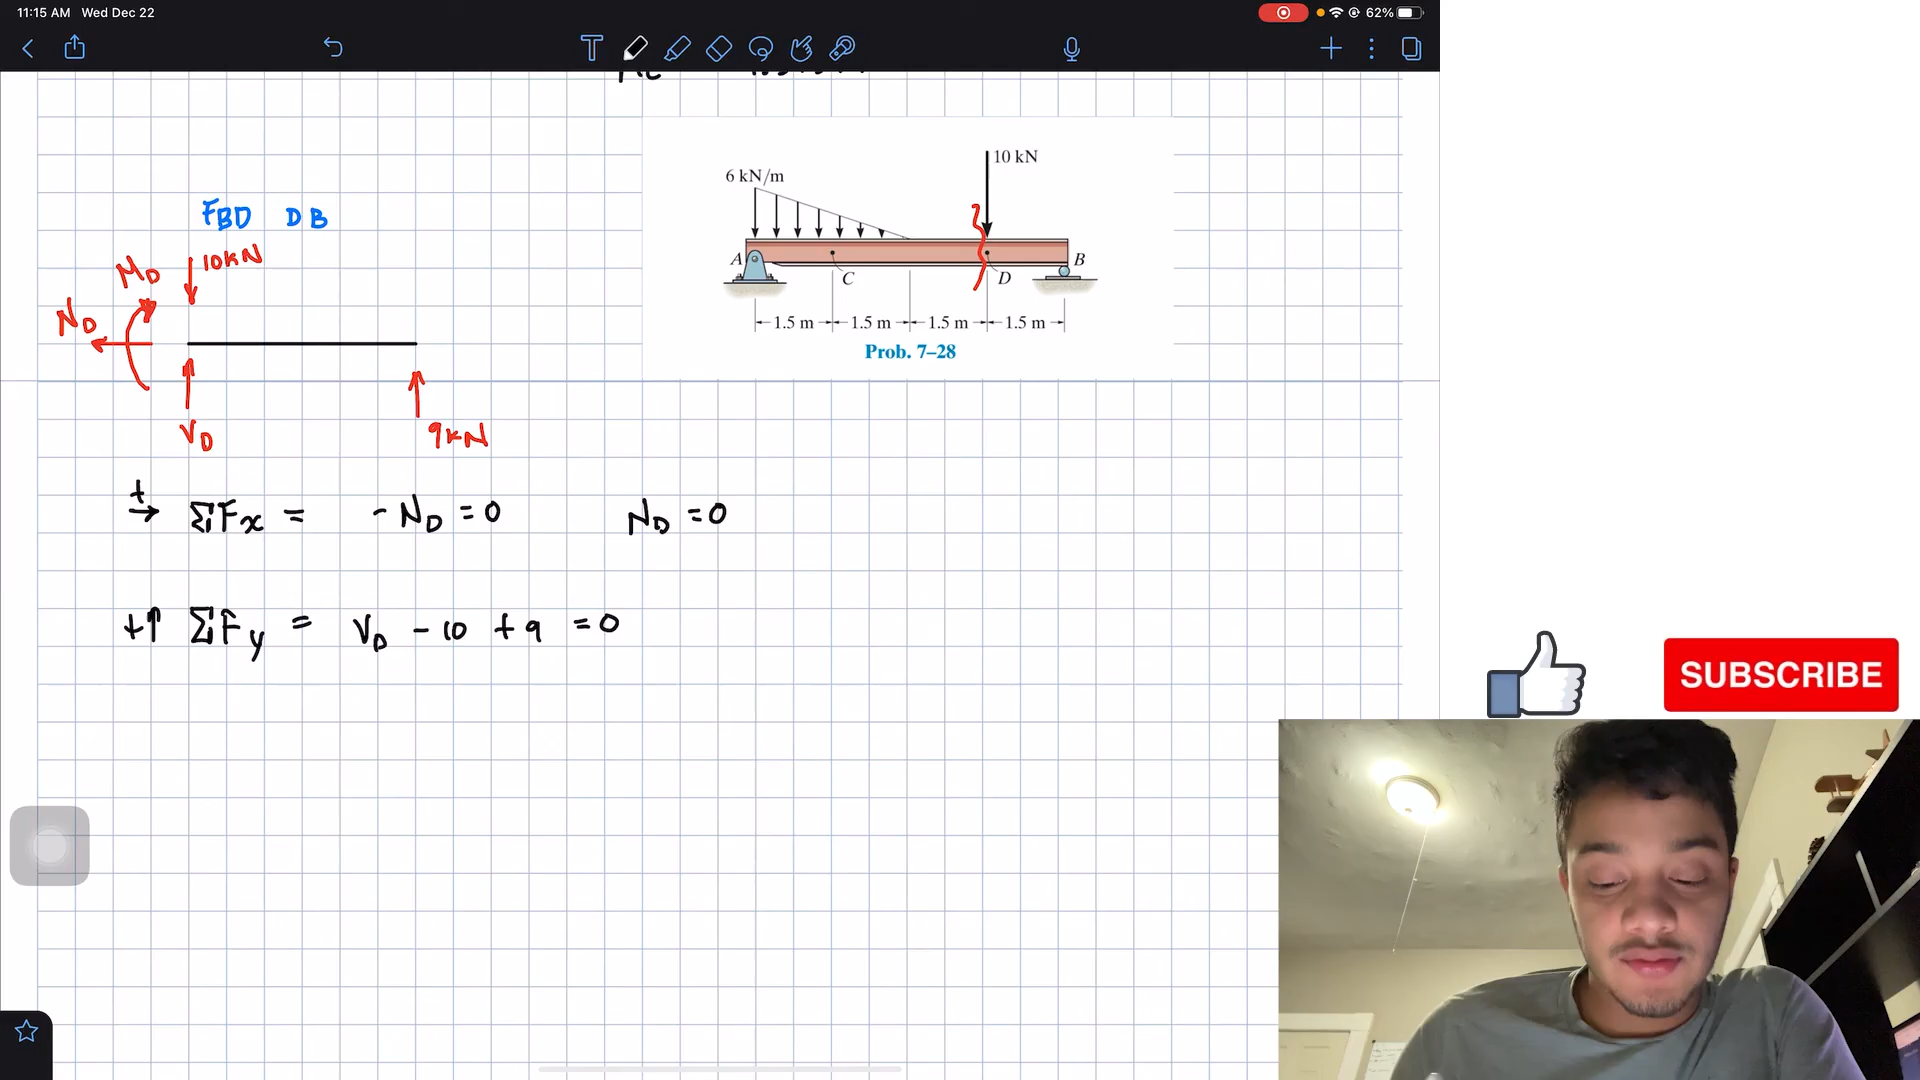 11:15 AM Wed Dec 22
62%
10 kN
6 kN/m
A
C
D
B
1.5 m 1.5 m 1.5 m 1.5 m
Prob. 7–28
FBD DB
10kN
MD
ND
VD
9kN
+
→ ΣFx = -ND = 0 ND = 0
+↑ ΣFy = VD - 10 + 9 = 0
SUBSCRIBE